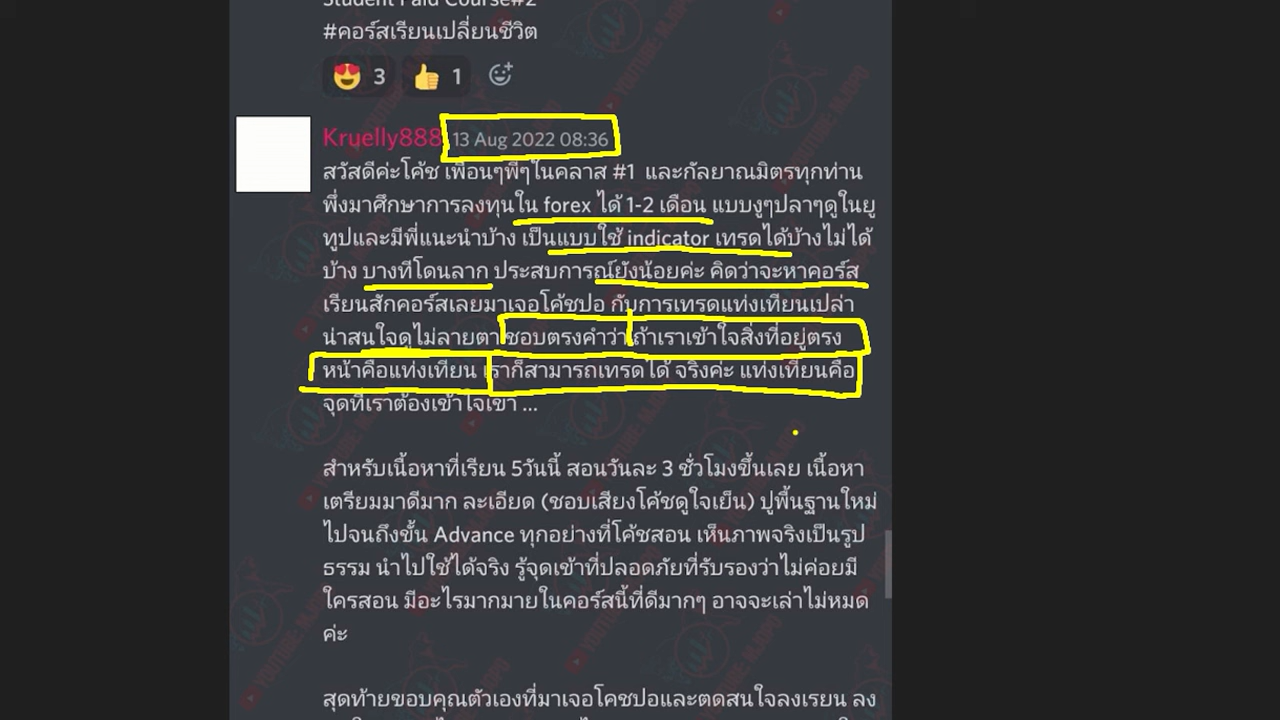 Student Paid Course#2
#คอร์สเรียนเปลี่ยนชีวิต
3 1
Kruelly888 13 Aug 2022 08:36
สวัสดีค่ะโค้ช เพื่อนๆพี่ๆในคลาส #1 และกัลยาณมิตรทุกท่าน
พึ่งมาศึกษาการลงทุนใน forex ได้ 1-2 เดือน แบบงูๆปลาๆดูในยู
ทูปและมีพี่แนะนำบ้าง เป็นแบบใช้ indicator เทรดได้บ้างไม่ได้
บ้าง บางทีโดนลาก ประสบการณ์ยังน้อยค่ะ คิดว่าจะหาคอร์ส
เรียนสักคอร์สเลยมาเจอโค้ชปอ กับการเทรดแท่งเทียนเปล่า
น่าสนใจดูไม่ลายตา ชอบตรงคำว่า ถ้าเราเข้าใจสิ่งที่อยู่ตรง
หน้าคือแท่งเทียน เราก็สามารถเทรดได้ จริงค่ะ แท่งเทียนคือ
จุดที่เราต้องเข้าใจเขา ...
สำหรับเนื้อหาที่เรียน 5วันนี้ สอนวันละ 3 ชั่วโมงขึ้นเลย เนื้อหา
เตรียมมาดีมาก ละเอียด (ชอบเสียงโค้ชดูใจเย็น) ปูพื้นฐานใหม่
ไปจนถึงขั้น Advance ทุกอย่างที่โค้ชสอน เห็นภาพจริงเป็นรูป
ธรรม นำไปใช้ได้จริง รู้จุดเข้าที่ปลอดภัยที่รับรองว่าไม่ค่อยมี
ใครสอน มีอะไรมากมายในคอร์สนี้ที่ดีมากๆ อาจจะเล่าไม่หมด
ค่ะ
สุดท้ายขอบคุณตัวเองที่มาเจอโคชปอและตดสนใจลงเรยน ลง